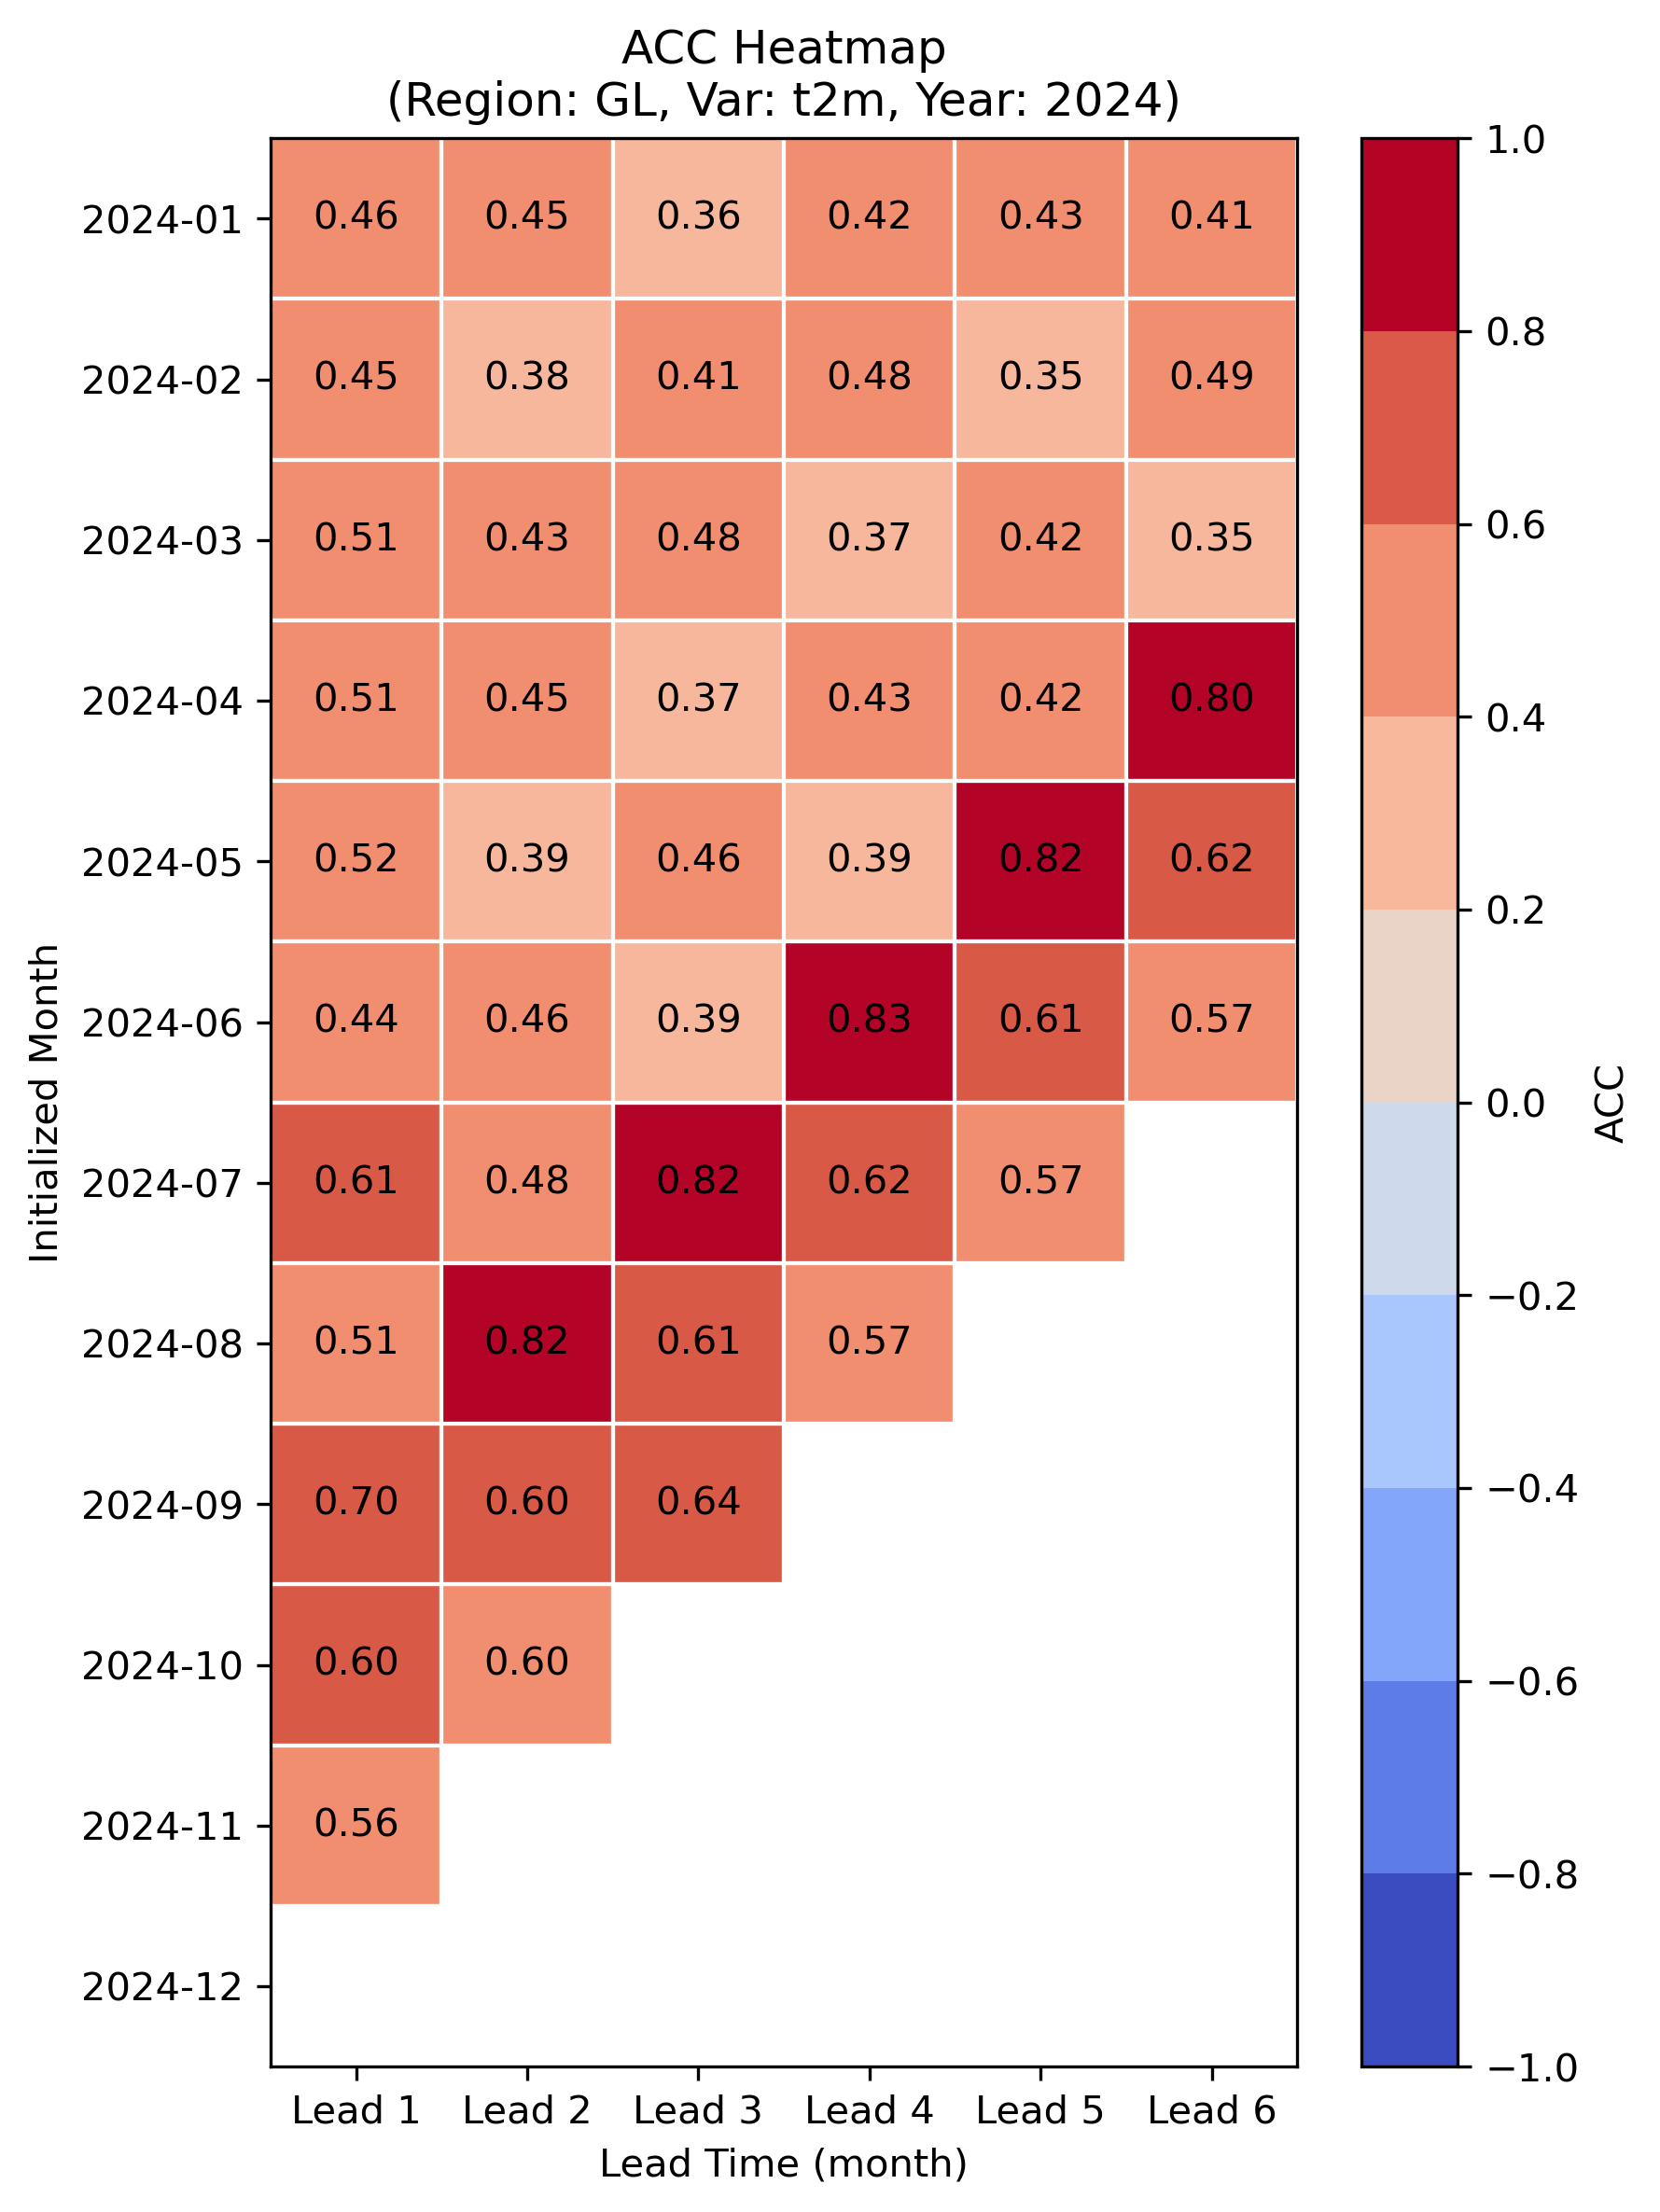 ACC Heatmap
(Region: GL, Var: t2m, Year: 2024)
2024-01 0.46 0.45 0.36 0.42 0.43 0.41
2024-02 0.45 0.38 0.41 0.48 0.35 0.49
2024-03 0.51 0.43 0.48 0.37 0.42 0.35
2024-04 0.51 0.45 0.37 0.43 0.42 0.80
2024-05 0.52 0.39 0.46 0.39 0.82 0.62
2024-06 0.44 0.46 0.39 0.83 0.61 0.57
2024-07 0.61 0.48 0.82 0.62 0.57
2024-08 0.51 0.82 0.61 0.57
2024-09 0.70 0.60 0.64
2024-10 0.60 0.60
2024-11 0.56
2024-12
Initialized Month
Lead 1 Lead 2 Lead 3 Lead 4 Lead 5 Lead 6
Lead Time (month)
1.0
0.8
0.6
0.4
0.2
0.0
−0.2
−0.4
−0.6
−0.8
−1.0
ACC